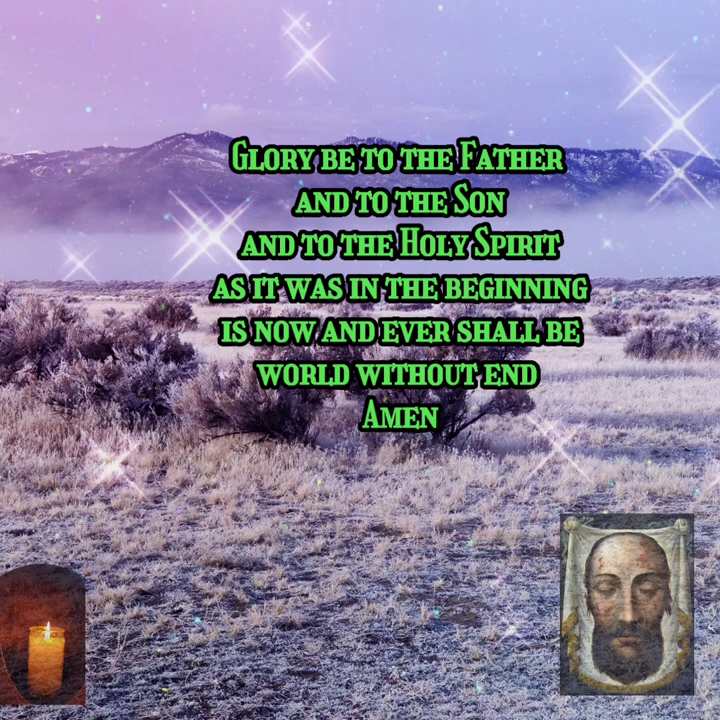 Glory be to the Father
and to the Son
and to the Holy Spirit
as it was in the beginning
is now and ever shall be
world without end
Amen